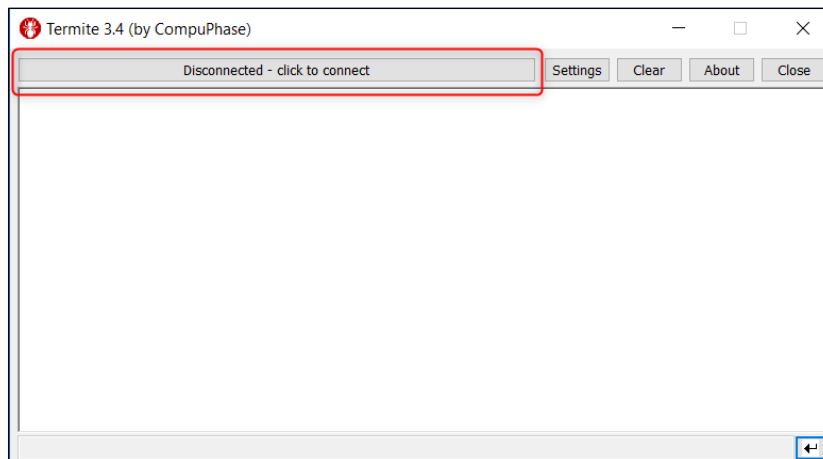 Termite 3.4 (by CompuPhase)
Disconnected - click to connect Settings Clear About Close